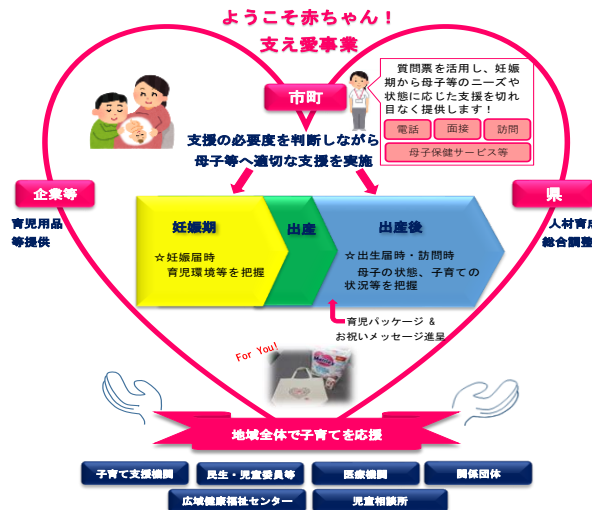 ようこそ赤ちゃん！
支え愛事業
市町
質問票を活用し、妊娠
期から母子等のニーズや
状態に応じた支援を切れ
目なく提供します！
電話
面接
訪問
母子保健サービス等
支援の必要度を判断しながら
母子等へ適切な支援を実施
企業等
育児用品
等提供
県
人材育成
総合調整
妊娠期
☆妊娠届時
育児環境等を把握
出産
出産後
☆出生届時・訪問時
母子の状態、子育ての
状況等を把握
育児パッケージ &
お祝いメッセージ進呈
For You!
地域全体で子育てを応援
子育て支援機関
民生・児童委員等
医療機関
関係団体
広域健康福祉センター
児童相談所